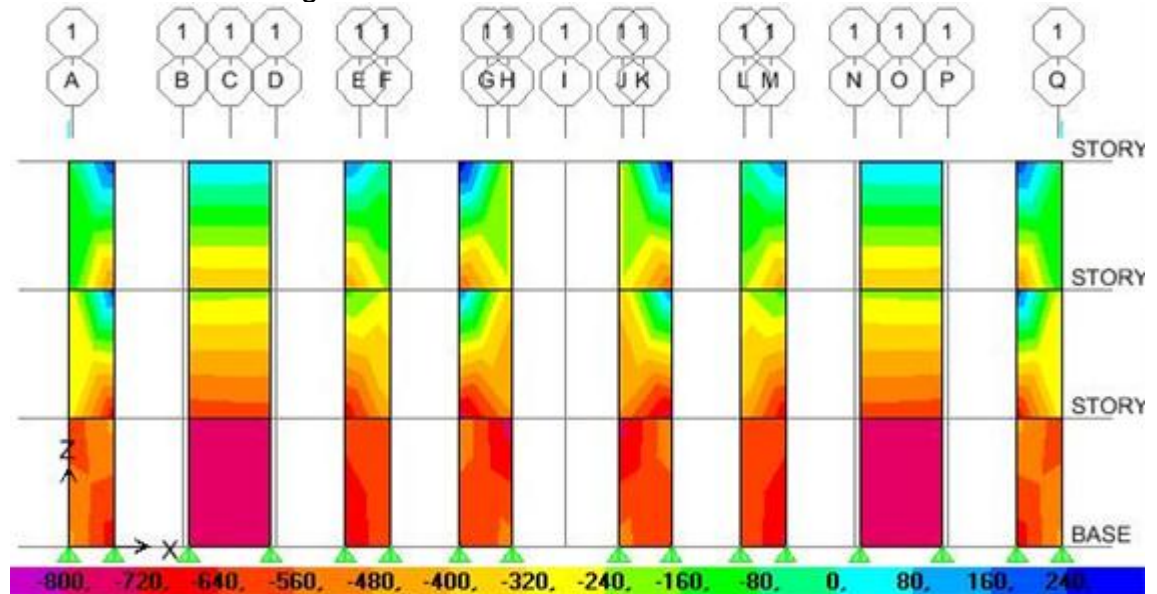 1 1 1 1 1 1 1 1 1 1 1 1 1 1 1 1 1
A B C D E F G H I J K L M N O P Q
STORY
STORY
STORY
Z
X
BASE
-800, -720, -640, -560, -480, -400, -320, -240, -160, -80, 0, 80, 160, 240,